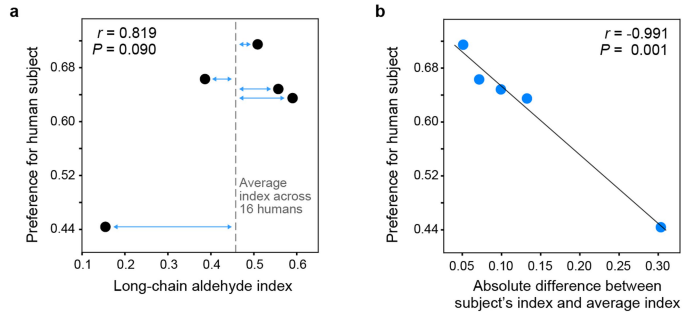 a
r = 0.819
P = 0.090
Preference for human subject
0.68
0.60
0.52
0.44
Average
index across
16 humans
0.1 0.2 0.3 0.4 0.5 0.6
Long-chain aldehyde index
b
r = -0.991
P = 0.001
Preference for human subject
0.68
0.60
0.52
0.44
0.05 0.10 0.15 0.20 0.25 0.30
Absolute difference between
subject's index and average index